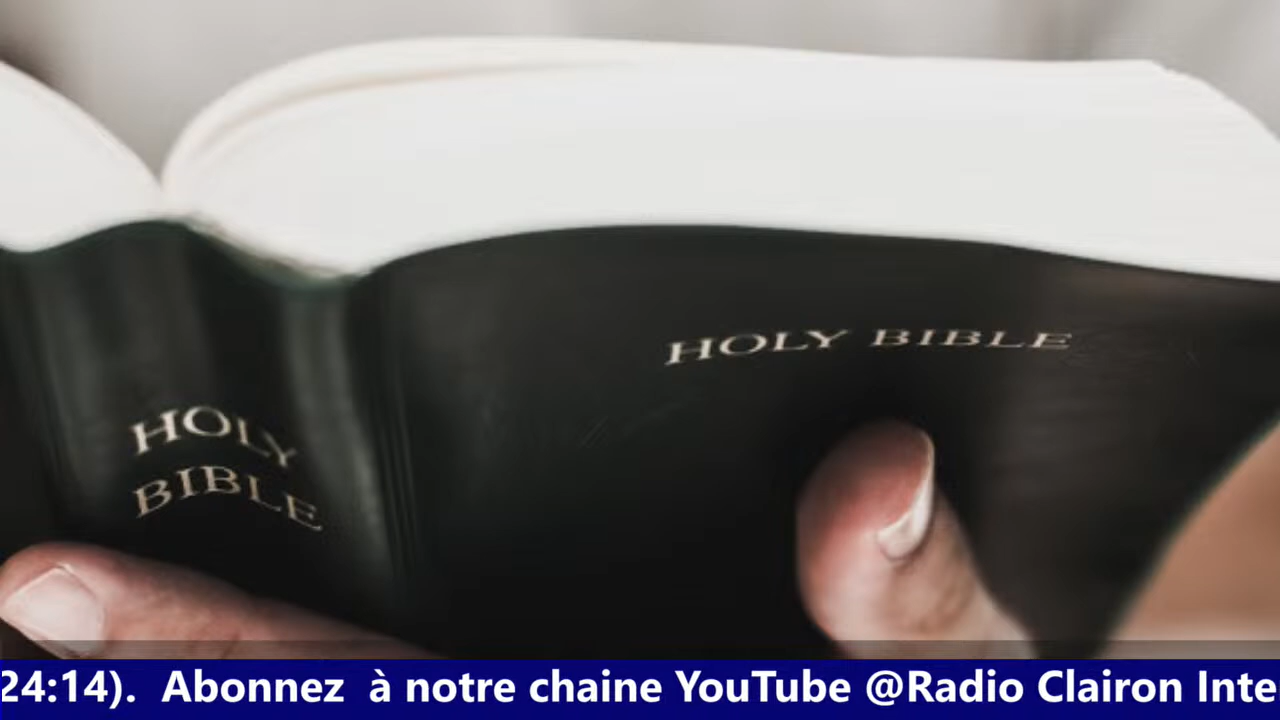 HOLY BIBLE
HOLY
BIBLE
24:14). Abonnez à notre chaine YouTube @Radio Clairon Inte